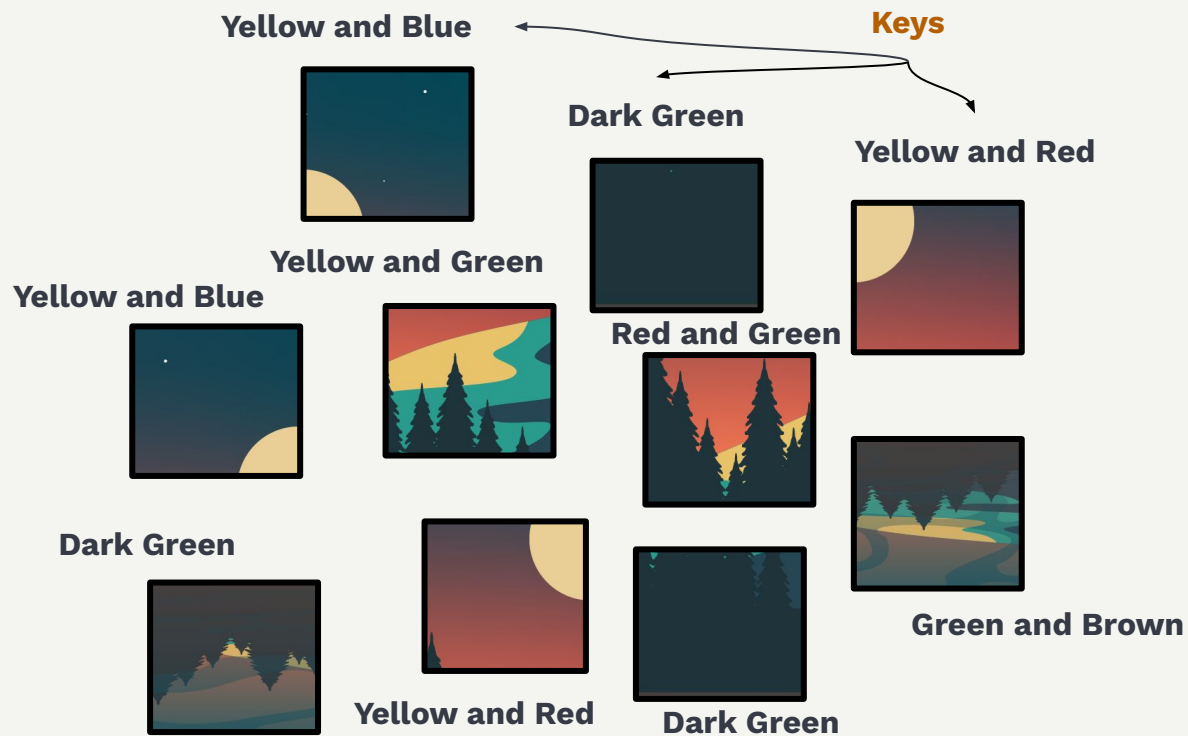 Yellow and Blue
Keys
Dark Green
Yellow and Red
Yellow and Green
Yellow and Blue
Red and Green
Dark Green
Green and Brown
Yellow and Red
Dark Green